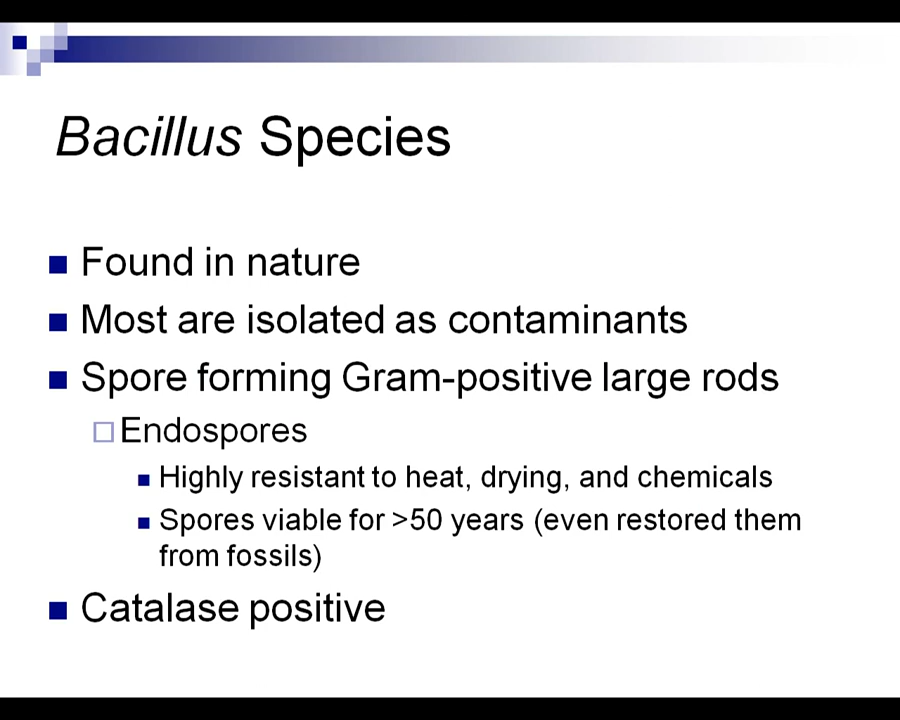 Bacillus Species
Found in nature
Most are isolated as contaminants
Spore forming Gram-positive large rods
Endospores
Highly resistant to heat, drying, and chemicals
Spores viable for >50 years (even restored them
from fossils)
Catalase positive